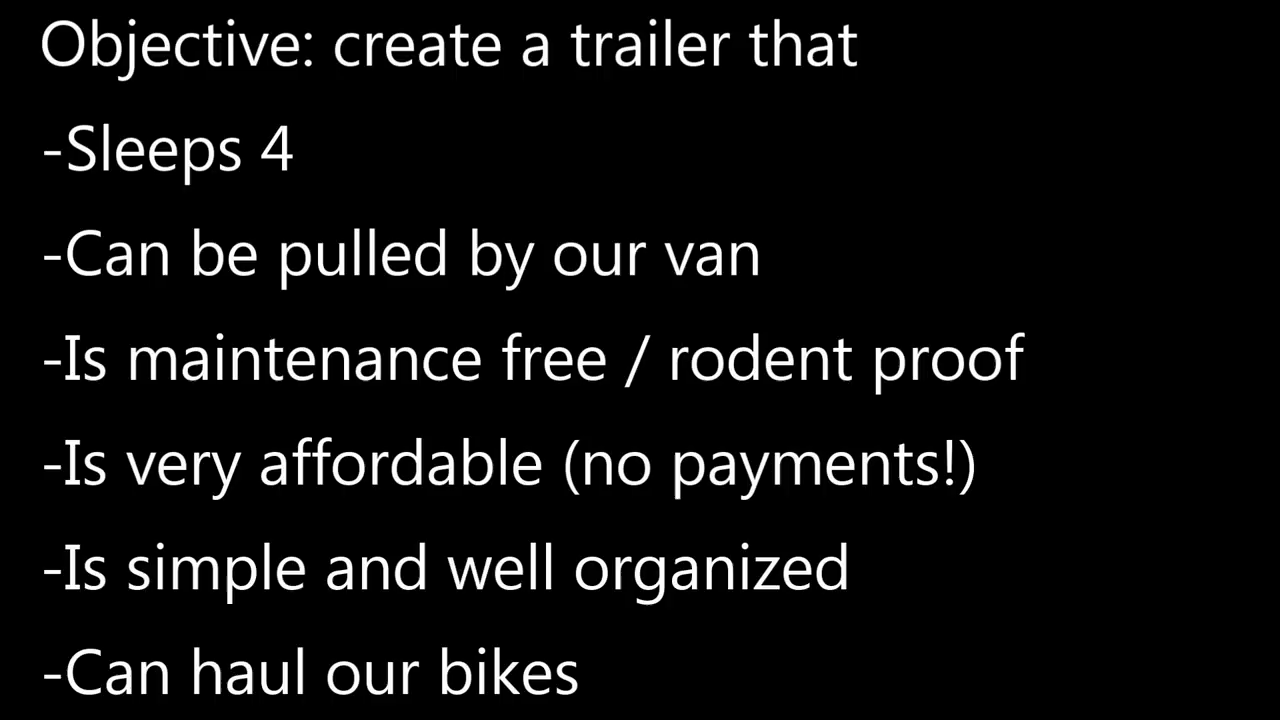 Objective: create a trailer that
-Sleeps 4
-Can be pulled by our van
-Is maintenance free / rodent proof
-Is very affordable (no payments!)
-Is simple and well organized
-Can haul our bikes